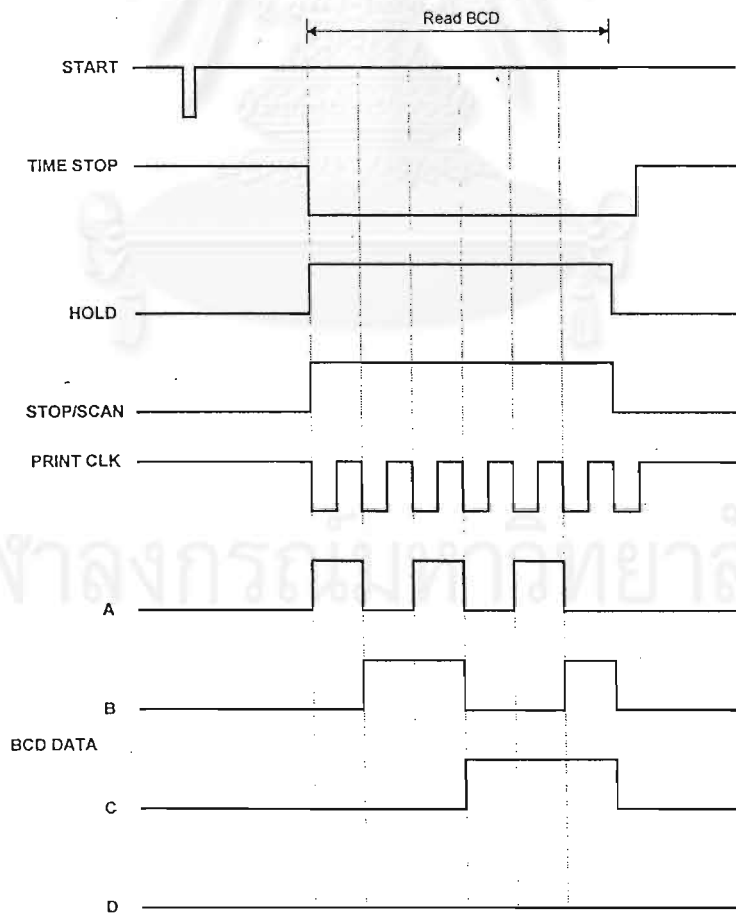 Read BCD
START
TIME STOP
HOLD
STOP/SCAN
PRINT CLK
A
B
BCD DATA
C
D